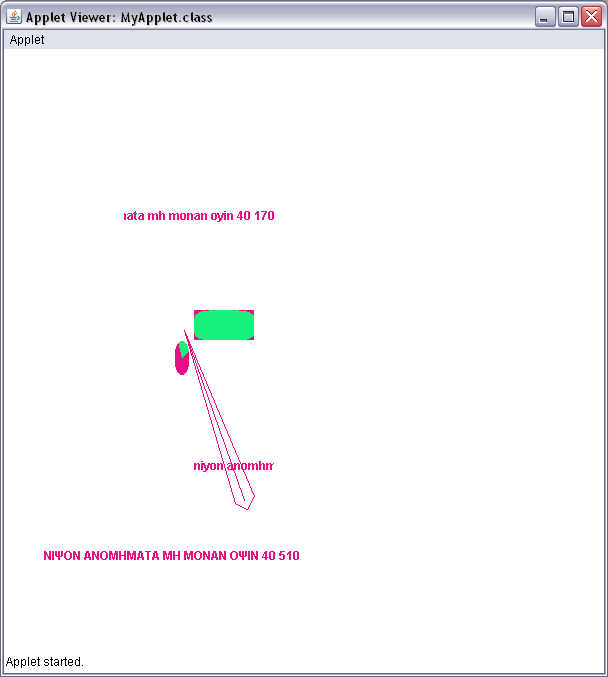 Applet Viewer: MyApplet.class
Applet
mata mh monan oyin 40 170
niyon anomhm
ΝΙΨΟΝ ΑΝΟΜΗΜΑΤΑ ΜΗ ΜΟΝΑΝ ΟΨΙΝ 40 510
Applet started.